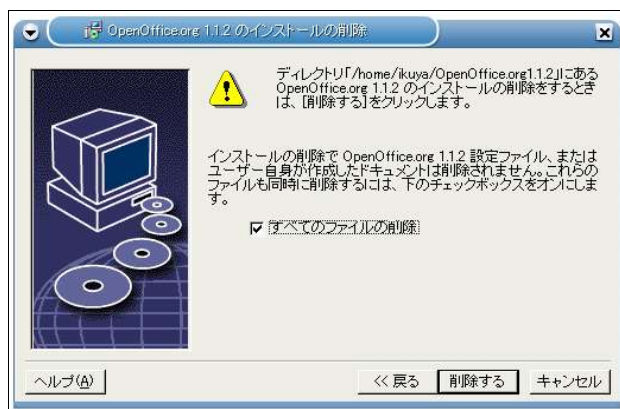 OpenOffice.org 1.1.2 のインストールの削除
ディレクトリ「/home/ikuya/OpenOffice.org1.1.2」にある
OpenOffice.org 1.1.2 のインストールの削除をするとき
は、[削除する]をクリックします。
インストールの削除で OpenOffice.org 1.1.2 設定ファイル、または
ユーザー自身が作成したドキュメントは削除されません。これらの
ファイルも同時に削除するには、下のチェックボックスをオンにしま
す。
すべてのファイルの削除
ヘルプ(A)
<< 戻る
削除する
キャンセル